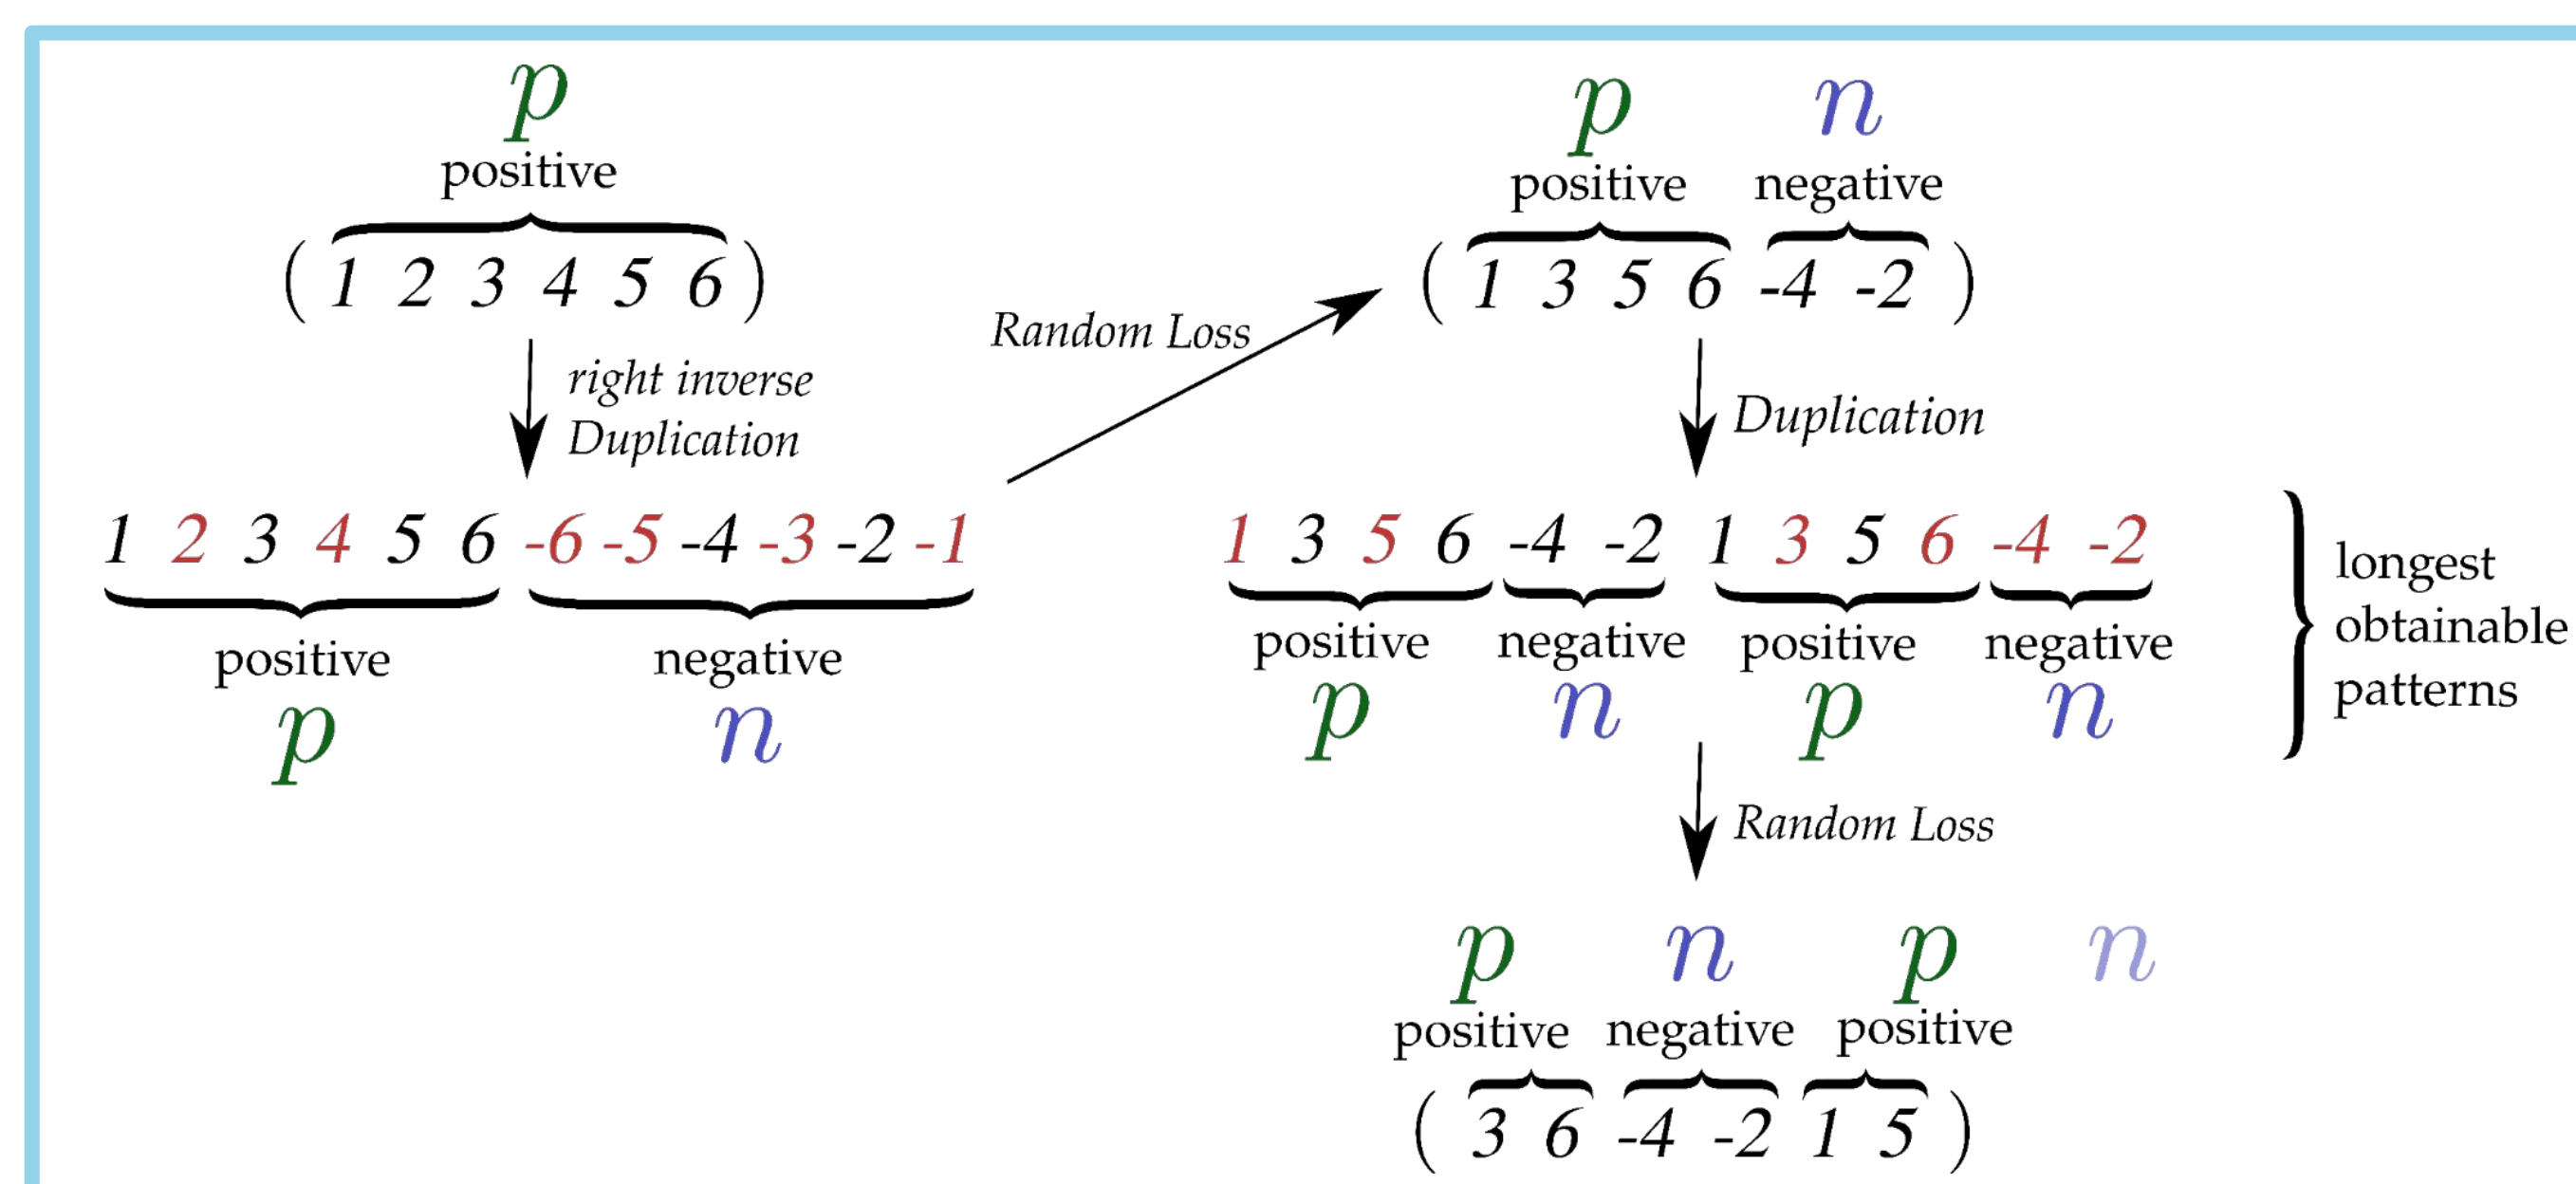 p
positive
( 1 2 3 4 5 6 )
right inverse
Duplication
1 2 3 4 5 6 -6 -5 -4 -3 -2 -1
positive negative
p n
Random Loss
p n
positive negative
( 1 3 5 6 -4 -2 )
Duplication
1 3 5 6 -4 -2 1 3 5 6 -4 -2
positive negative positive negative
p n p n
longest
obtainable
patterns
Random Loss
p n p n
positive negative positive
( 3 6 -4 -2 1 5 )